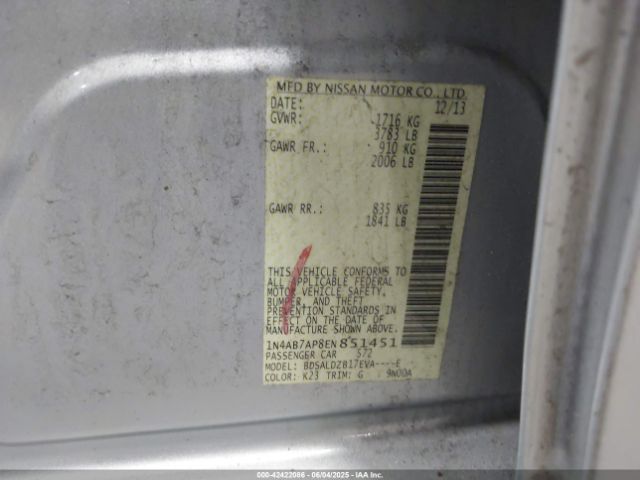 MFD BY NISSAN MOTOR CO., LTD.
DATE: 12/13
GVWR: 1716 KG
3783 LB
GAWR FR.: 910 KG
2006 LB
GAWR RR.: 835 KG
1841 LB
THIS VEHICLE CONFORMS TO
ALL APPLICABLE FEDERAL
MOTOR VEHICLE SAFETY,
BUMPER, AND THEFT
PREVENTION STANDARDS IN
EFFECT ON THE DATE OF
MANUFACTURE SHOWN ABOVE.
1N4AB7AP8EN851451
PASSENGER CAR 572
MODEL: BDSALDZB17EVA----E
COLOR: K23 TRIM: G 9N00A
000-42422086 - 06/04/2025 - IAA Inc.